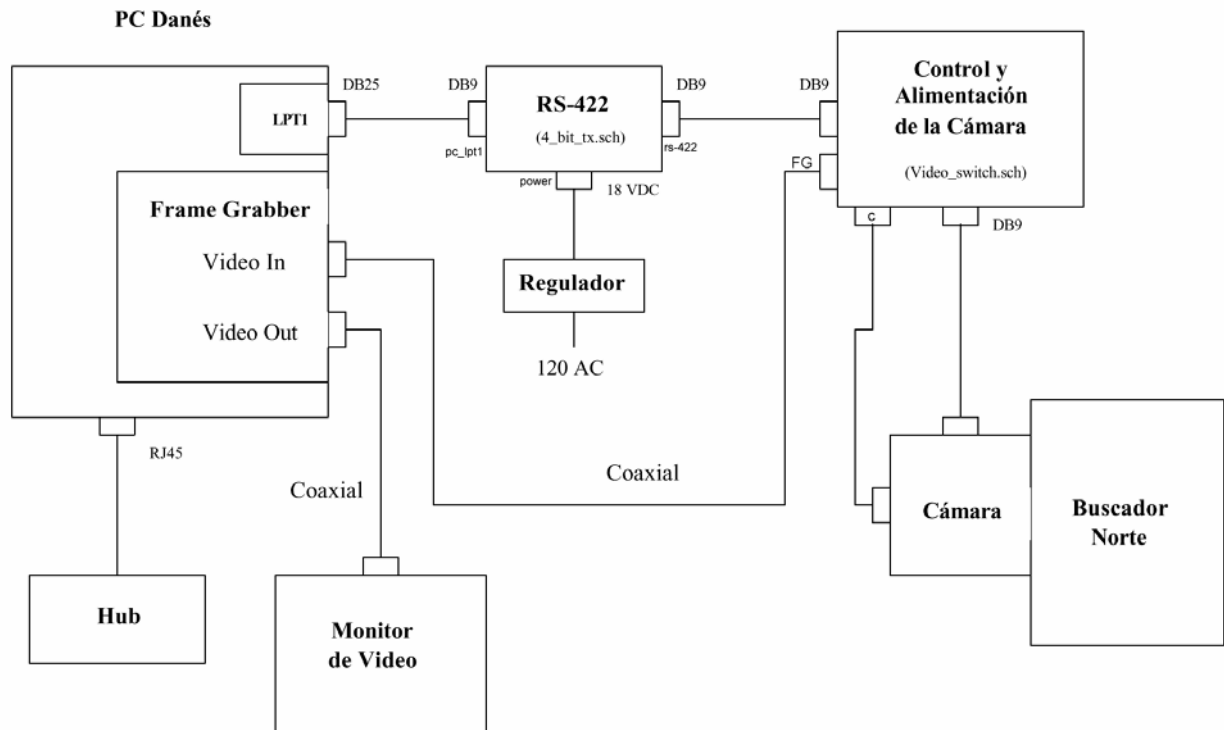 PC Danés
LPT1
DB25
DB9
pc_lpt1
RS-422
(4_bit_tx.sch)
DB9
rs-422
power
18 VDC
Regulador
120 AC
DB9
FG
Control y
Alimentación
de la Cámara
(Video_switch.sch)
C
DB9
Frame Grabber
Video In
Video Out
RJ45
Coaxial
Coaxial
Hub
Monitor
de Video
Cámara
Buscador
Norte